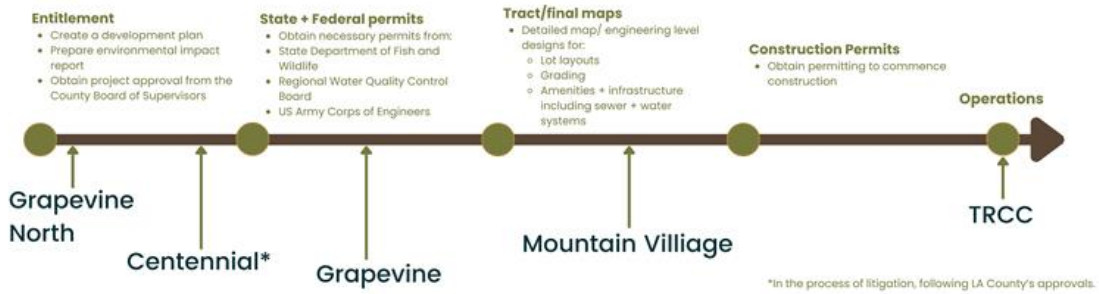 Entitlement
• Create a development plan
• Prepare environmental impact
report
• Obtain project approval from the
County Board of Supervisors
State + Federal permits
• Obtain necessary permits from:
• State Department of Fish and
Wildlife
• Regional Water Quality Control
Board
• US Army Corps of Engineers
Tract/final maps
• Detailed map/ engineering level
designs for:
○ Lot layouts
○ Grading
○ Amenities + infrastructure
including sewer + water
systems
Construction Permits
• Obtain permitting to commence
construction
Operations
Grapevine
North
Centennial*
Grapevine
Mountain Villiage
TRCC
*In the process of litigation, following LA County's approvals.